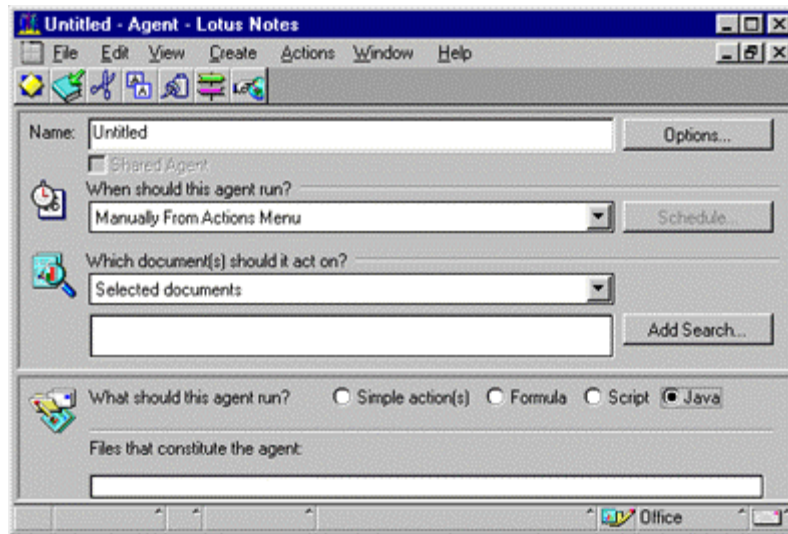 Untitled - Agent - Lotus Notes
File Edit View Create Actions Window Help
Name: Untitled Options...
Shared Agent
When should this agent run?
Manually From Actions Menu Schedule...
Which document(s) should it act on?
Selected documents
Add Search...
What should this agent run? Simple action(s) Formula Script Java
Files that constitute the agent:
Office